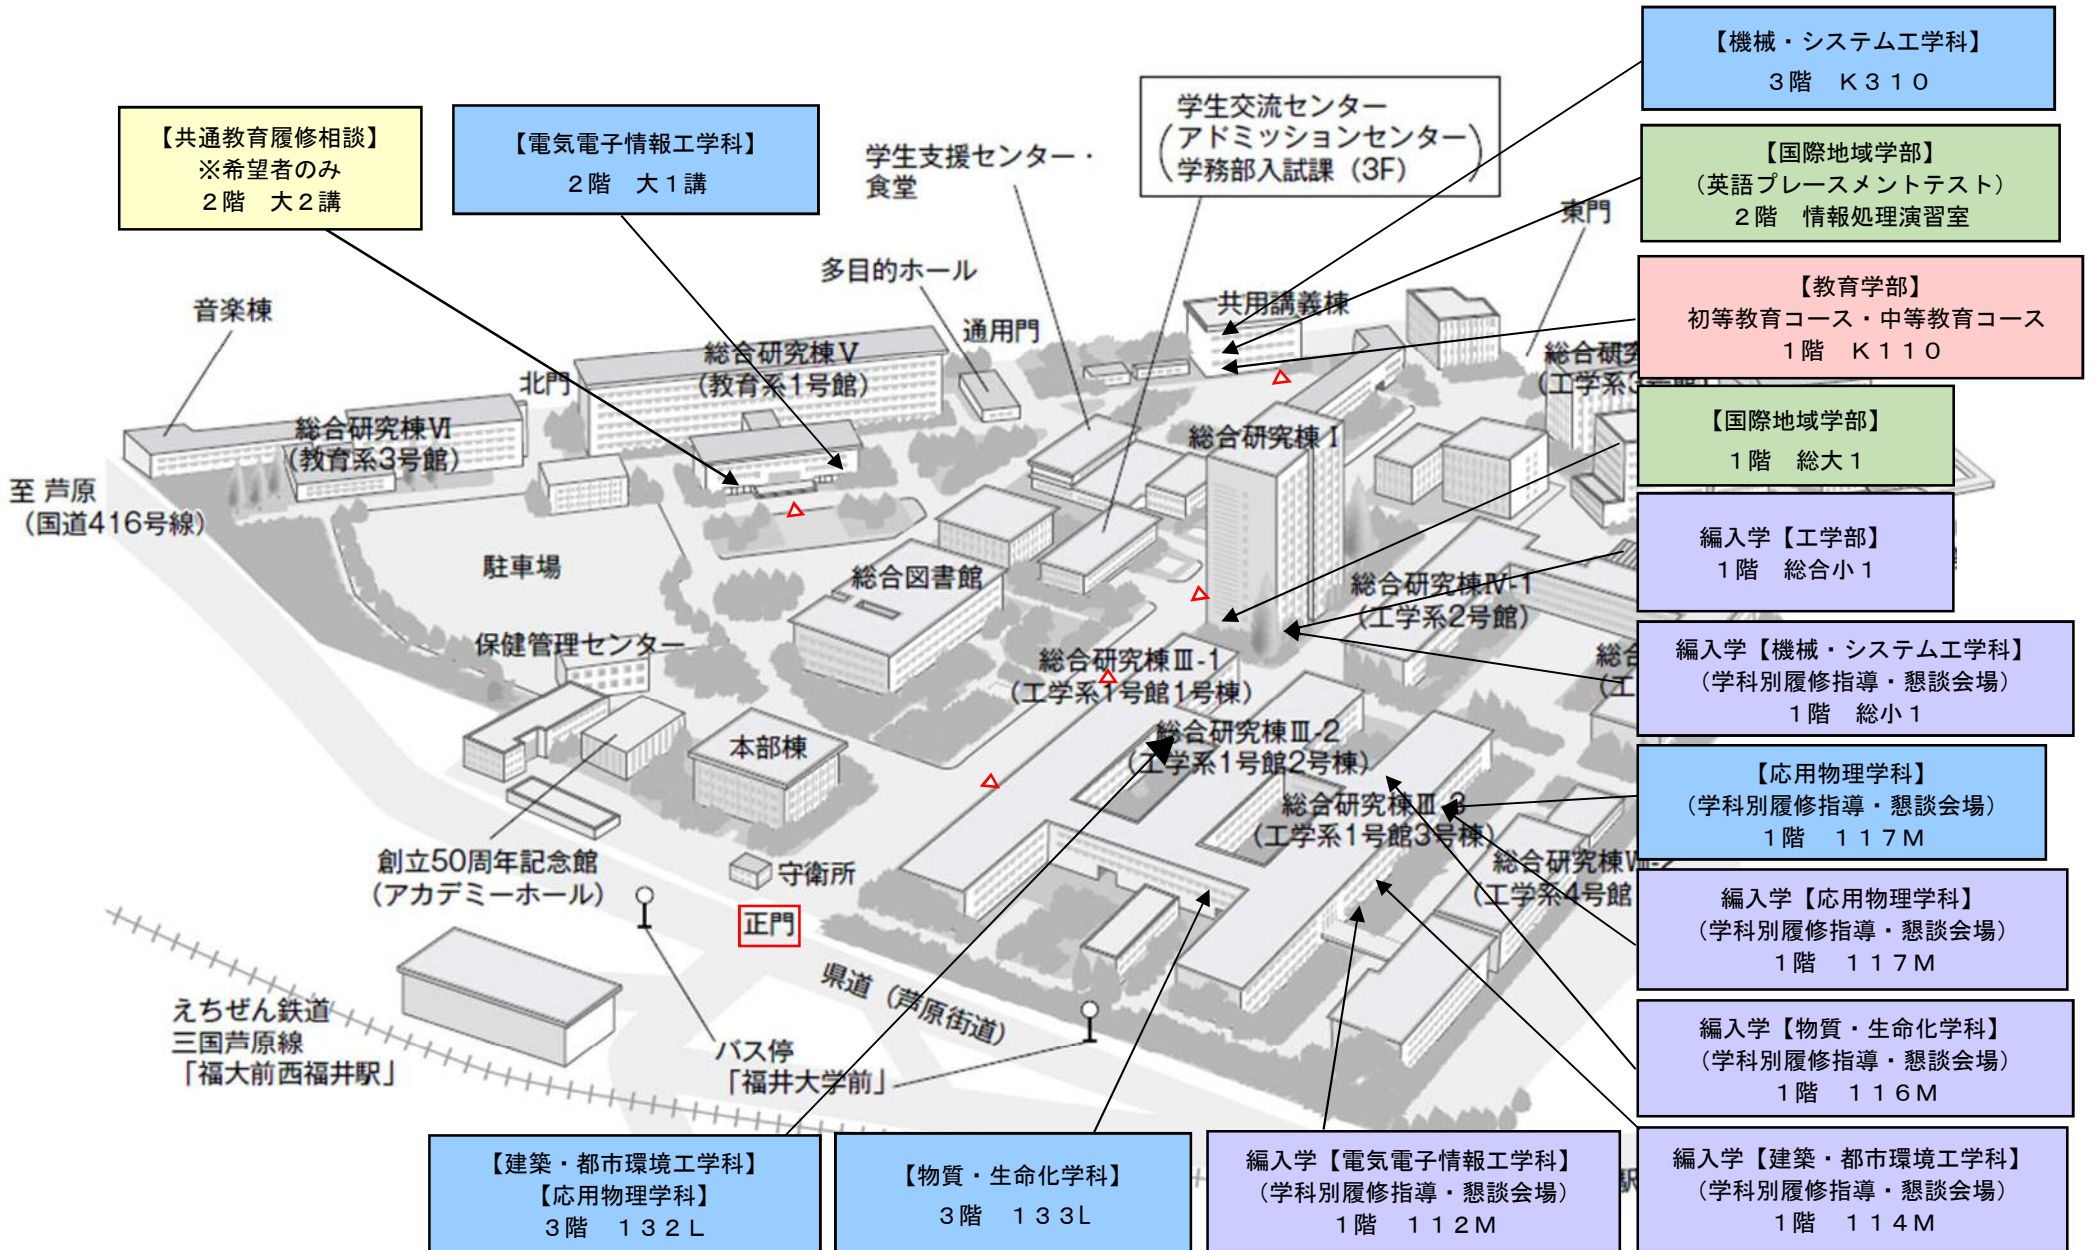 【機械・システム工学科】
3階　K310
【共通教育履修相談】
※希望者のみ
2階　大2講
【電気電子情報工学科】
2階　大1講
学生支援センター・
食堂
学生交流センター
(アドミッションセンター)
学務部入試課（3F）
【国際地域学部】
（英語プレースメントテスト）
2階　情報処理演習室
東門
多目的ホール
通用門
共用講義棟
【教育学部】
初等教育コース・中等教育コース
1階　K110
音楽棟
北門
総合研究棟Ⅴ
（教育系1号館）
総合研究棟Ⅵ
（教育系3号館）
総合研究棟Ⅰ
総合研
（工学系3号館）
【国際地域学部】
1階　総大1
至 芦原
（国道416号線）
駐車場
総合図書館
総合研究棟Ⅳ-1
（工学系2号館）
編入学【工学部】
1階　総合小1
保健管理センター
総合研究棟Ⅲ-1
（工学系1号館1号棟）
総
（工
編入学【機械・システム工学科】
（学科別履修指導・懇談会場）
1階　総小1
本部棟
総合研究棟Ⅲ-2
（工学系1号館2号棟）
総合研究棟Ⅲ-3
（工学系1号館3号棟）
【応用物理学科】
（学科別履修指導・懇談会場）
1階　117M
創立50周年記念館
（アカデミーホール）
守衛所
正門
総合研究棟
（工学系4号館
編入学【応用物理学科】
（学科別履修指導・懇談会場）
1階　117M
県道（芦原街道）
えちぜん鉄道
三国芦原線
「福大前西福井駅」
バス停
「福井大学前」
編入学【物質・生命化学科】
（学科別履修指導・懇談会場）
1階　116M
【建築・都市環境工学科】
【応用物理学科】
3階　132L
【物質・生命化学科】
3階　133L
編入学【電気電子情報工学科】
（学科別履修指導・懇談会場）
1階　112M
駅
編入学【建築・都市環境工学科】
（学科別履修指導・懇談会場）
1階　114M